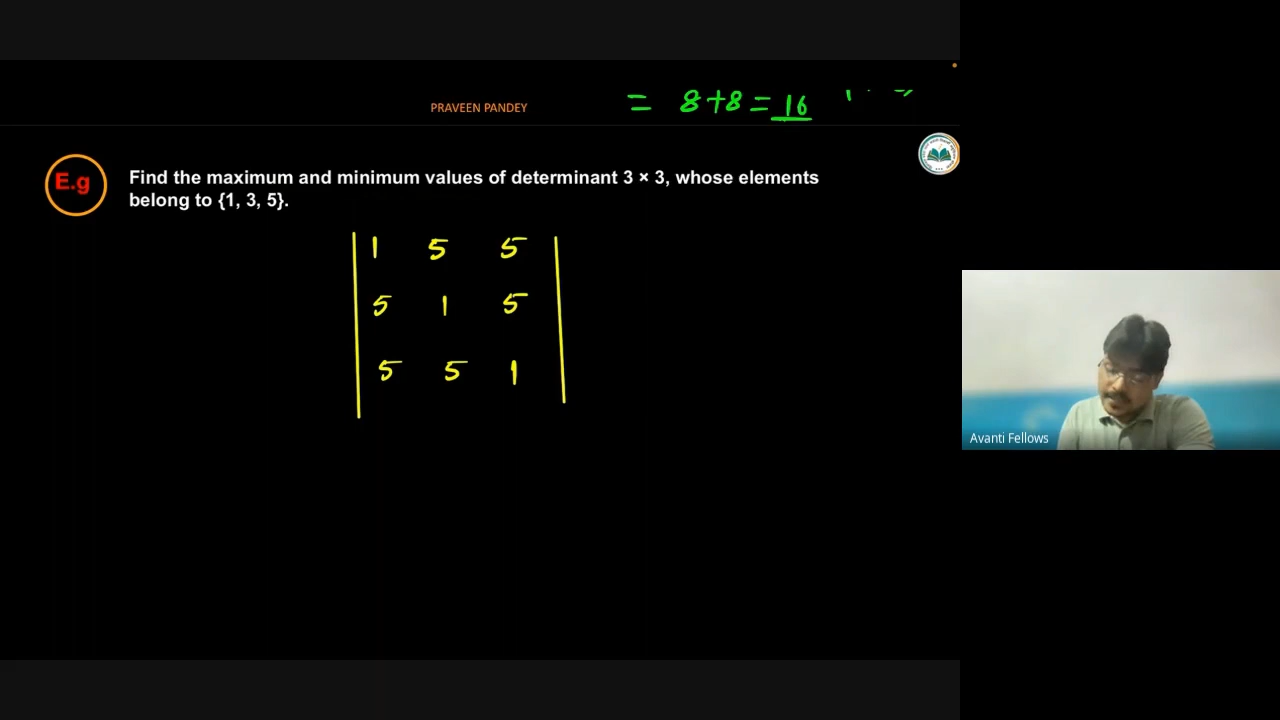 = 8+8 = 16
PRAVEEN PANDEY
E.g
Find the maximum and minimum values of determinant 3 × 3, whose elements
belong to {1, 3, 5}.
1 5 5
5 1 5
5 5 1
Avanti Fellows